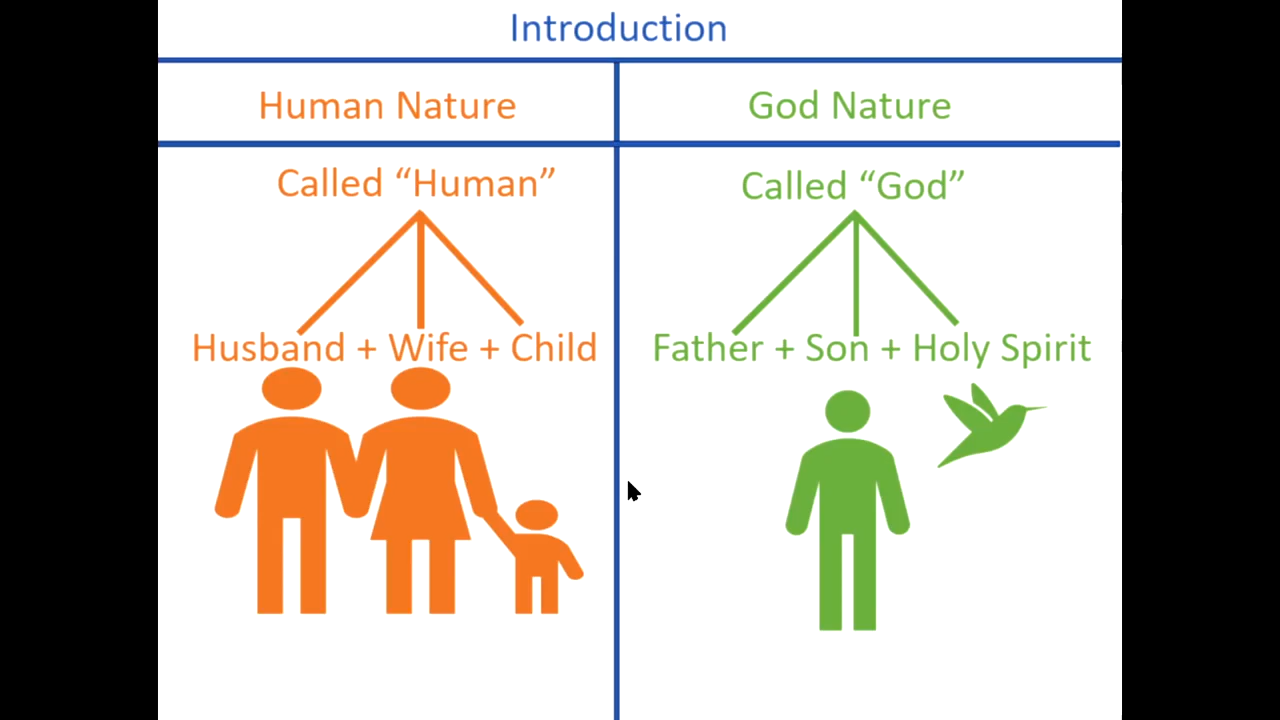 Introduction
Human Nature
God Nature
Called “Human”
Called “God”
Husband + Wife + Child
Father + Son + Holy Spirit